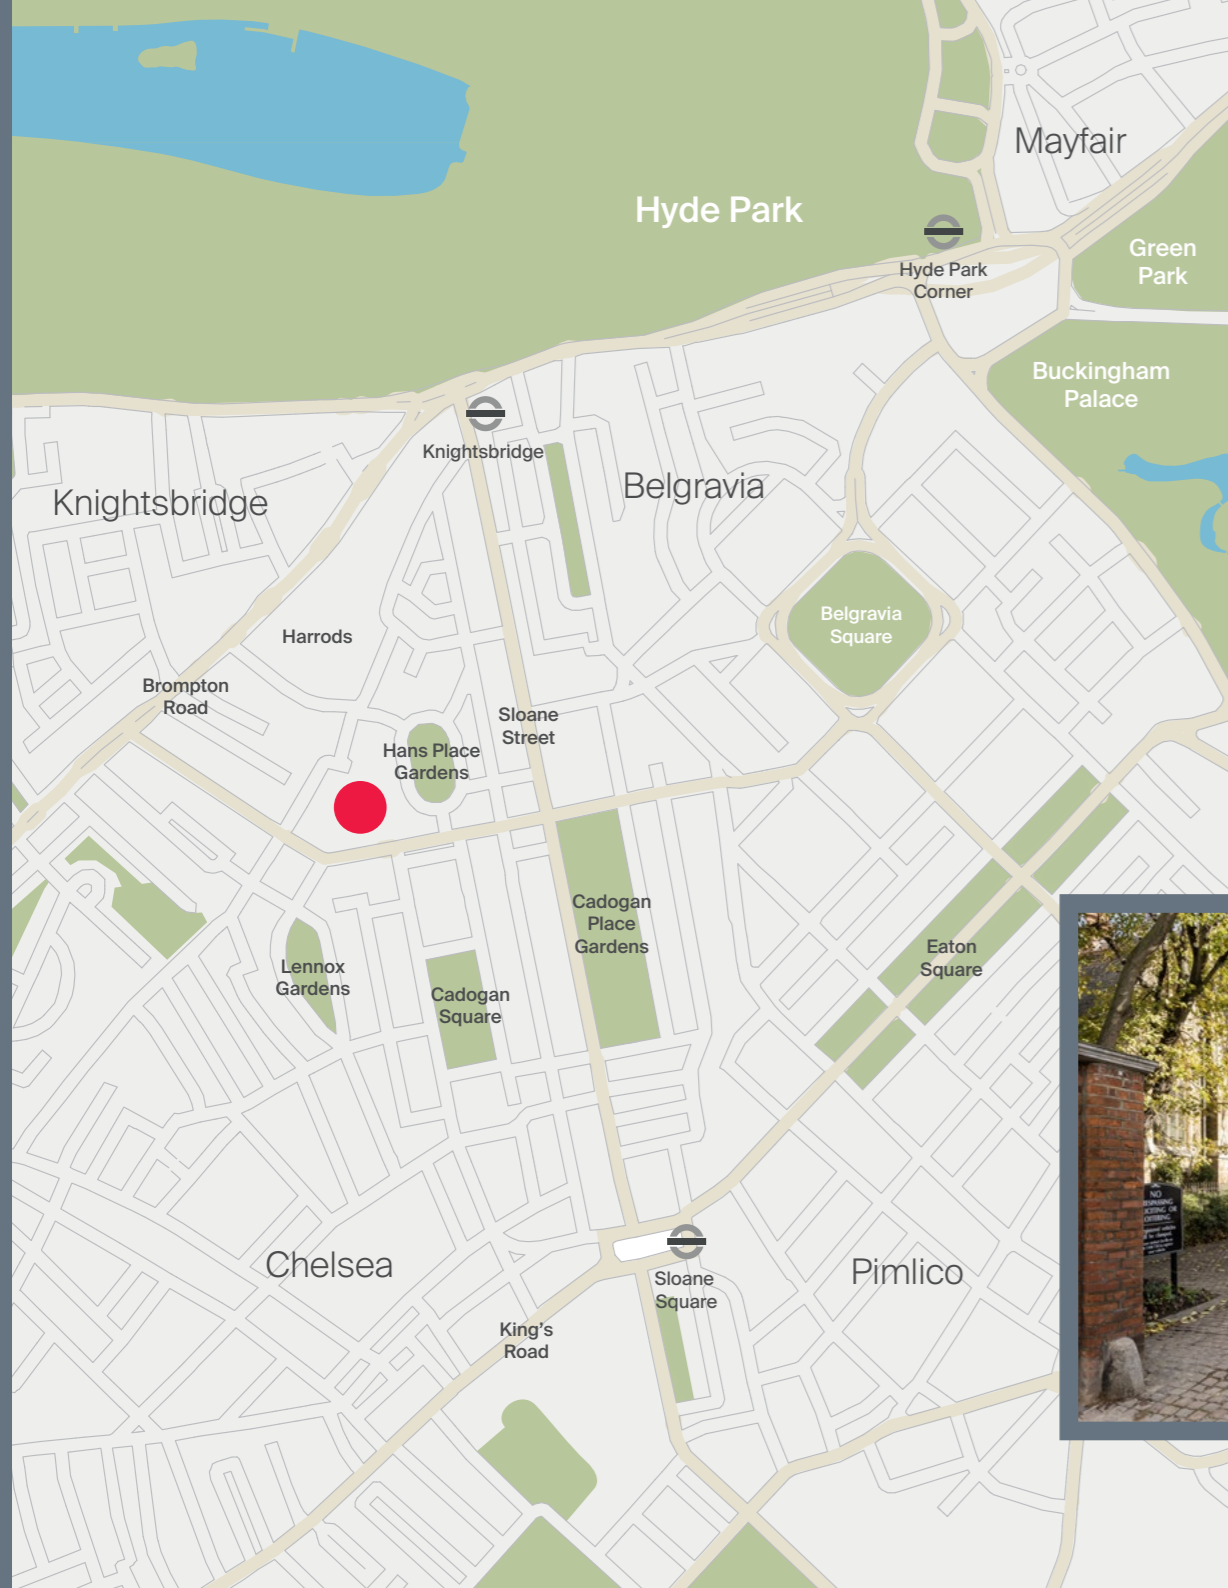 Mayfair
Hyde Park
Green
Park
Hyde Park
Corner
Buckingham
Palace
Knightsbridge
Knightsbridge
Belgravia
Belgravia
Square
Harrods
Brompton
Road
Sloane
Street
Hans Place
Gardens
Cadogan
Place
Gardens
Eaton
Square
Lennox
Gardens
Cadogan
Square
NO
Chelsea
Pimlico
Sloane
Square
King's
Road